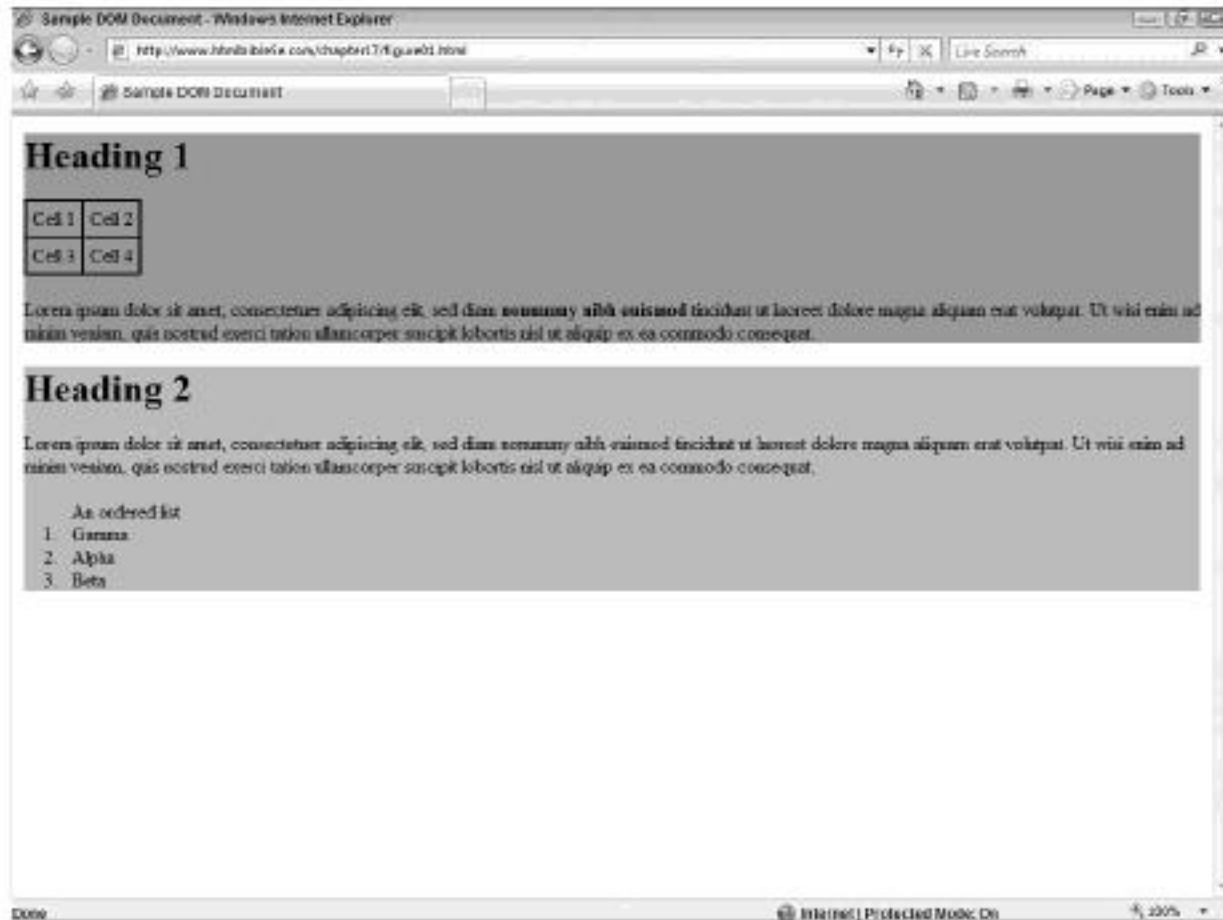 Sample DOM Document - Windows Internet Explorer
Live Search
Sample DOM Document
Page
Tools
Heading 1
Cell 1 Cell 2
Cell 3 Cell 4
Lorem ipsum dolor sit amet, consectetuer adipiscing elit, sed diam nonummy nibh euismod tincidunt ut laoreet dolore magna aliquam erat volutpat. Ut wisi enim ad
minim veniam, quis nostrud exerci tation ullamcorper suscipit lobortis nisl ut aliquip ex ea commodo consequat.
Heading 2
Lorem ipsum dolor sit amet, consectetuer adipiscing elit, sed diam nonummy nibh euismod tincidunt ut laoreet dolore magna aliquam erat volutpat. Ut wisi enim ad
minim veniam, quis nostrud exerci tation ullamcorper suscipit lobortis nisl ut aliquip ex ea commodo consequat.
An ordered list
1. Gamma
2. Alpha
3. Beta
Done
Internet | Protected Mode: On
100%